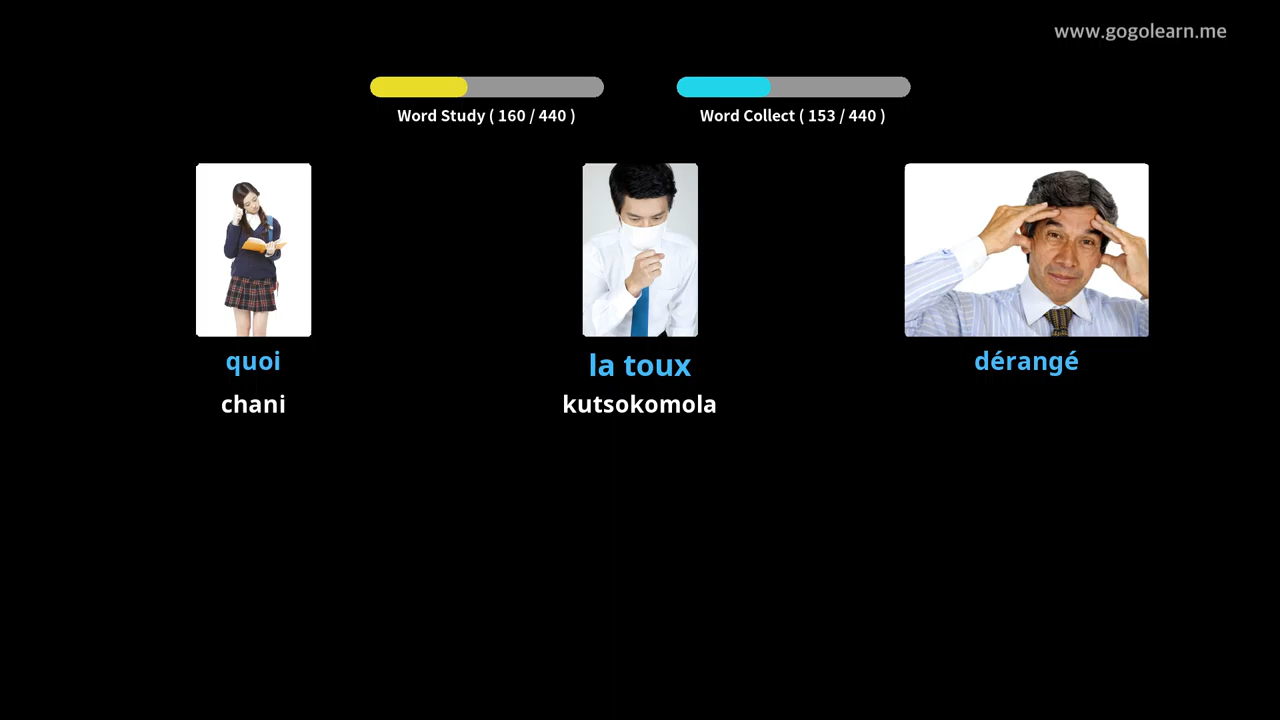 www.gogolearn.me
Word Study ( 160 / 440 )
Word Collect ( 153 / 440 )
quoi
chani
la toux
kutsokomola
dérangé